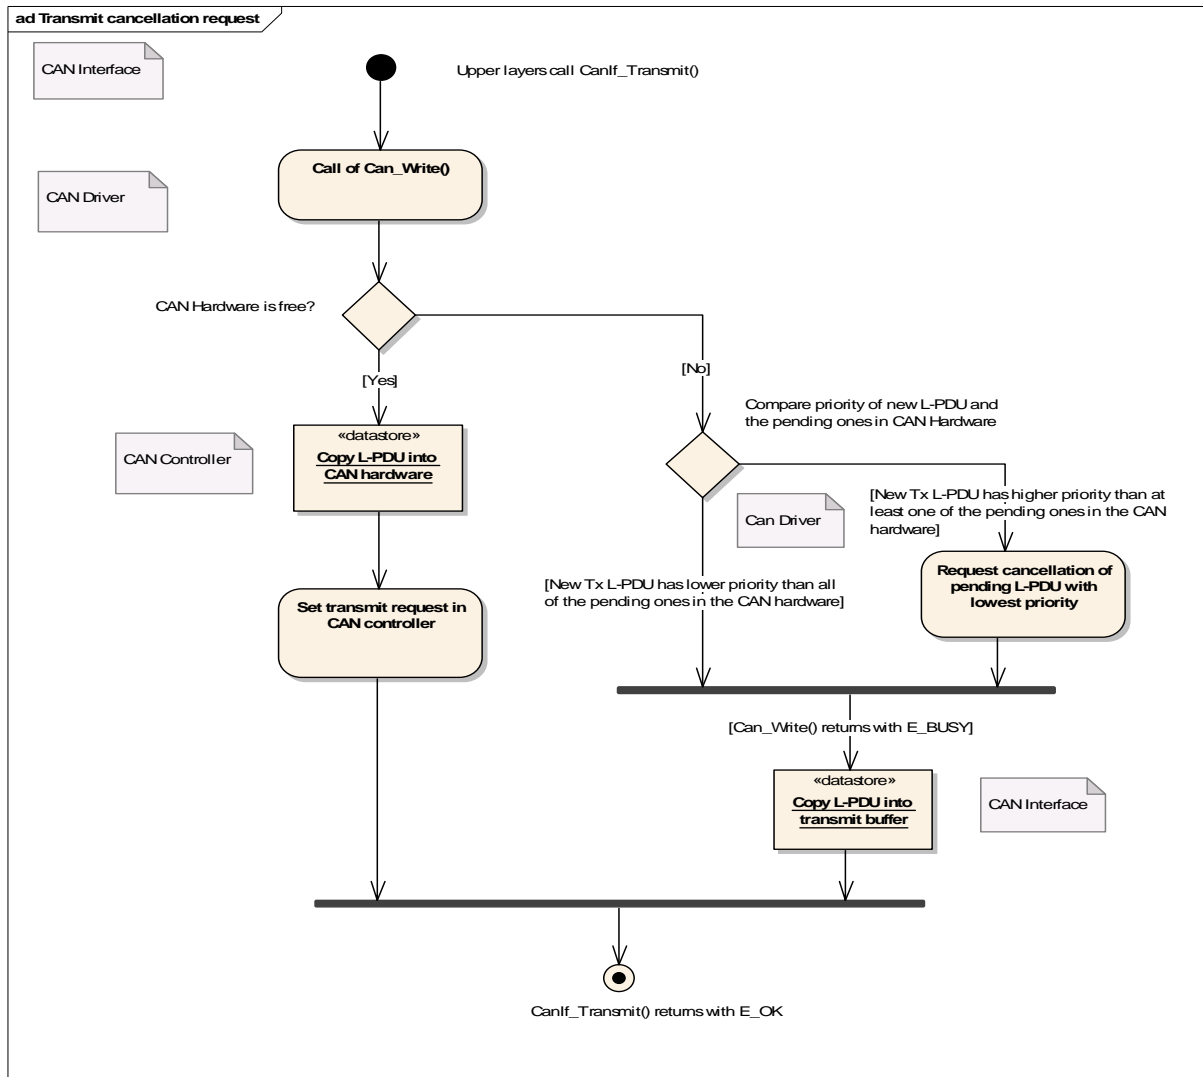 ad Transmit cancellation request
CAN Interface
Upper layers call CanIf_Transmit()
Call of Can_Write()
CAN Driver
CAN Hardware is free?
[Yes]
[No]
Compare priority of new L-PDU and
the pending ones in CAN Hardware
«datastore»
Copy L-PDU into
CAN hardware
CAN Controller
Can Driver
[New Tx L-PDU has higher priority than at
least one of the pending ones in the CAN
hardware]
[New Tx L-PDU has lower priority than all
of the pending ones in the CAN hardware]
Request cancellation of
pending L-PDU with
lowest priority
Set transmit request in
CAN controller
[Can_Write() returns with E_BUSY]
«datastore»
Copy L-PDU into
transmit buffer
CAN Interface
CanIf_Transmit() returns with E_OK